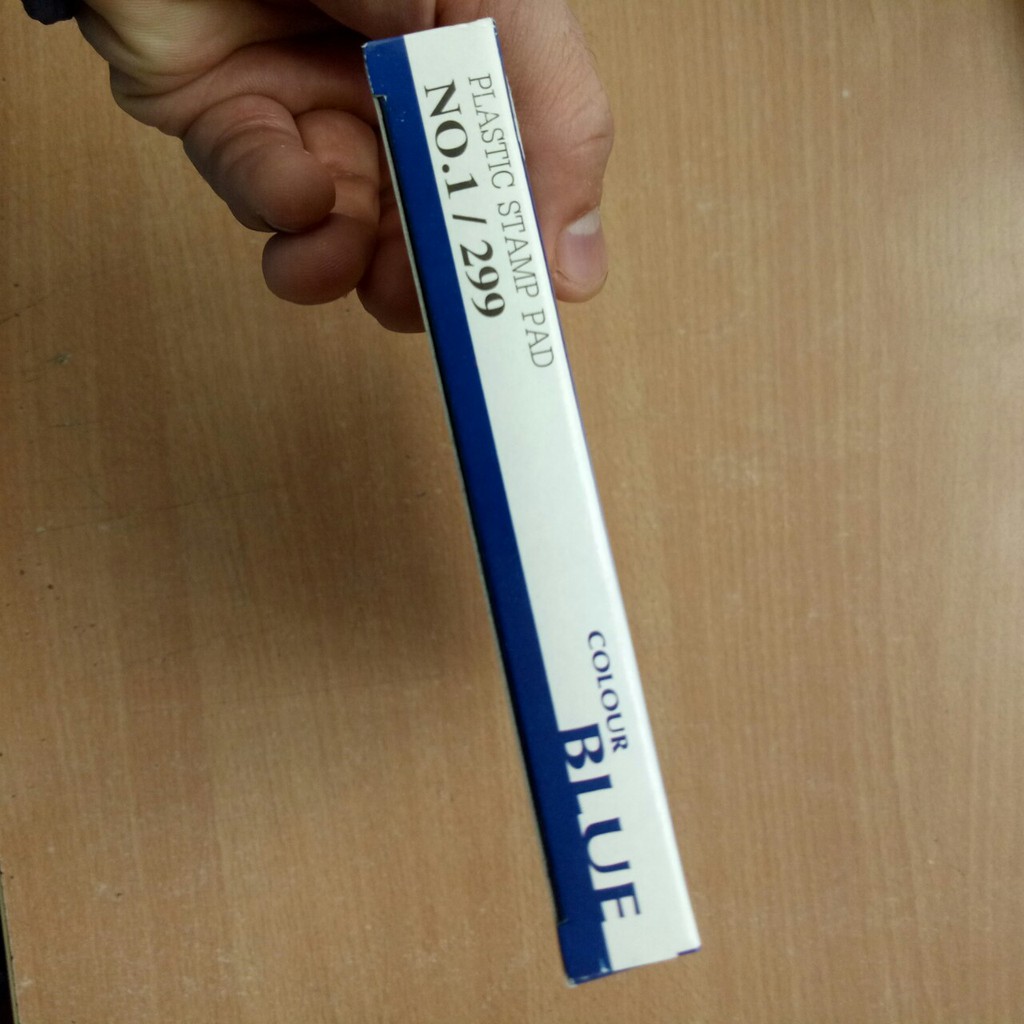 PLASTIC STAMP PAD
NO.1 / 299
COLOUR
BLUE